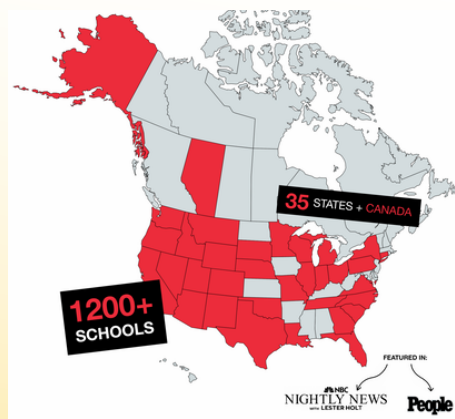 35 STATES + CANADA
1200+
SCHOOLS
FEATURED IN:
NBC
NIGHTLY NEWS
WITH LESTER HOLT
People